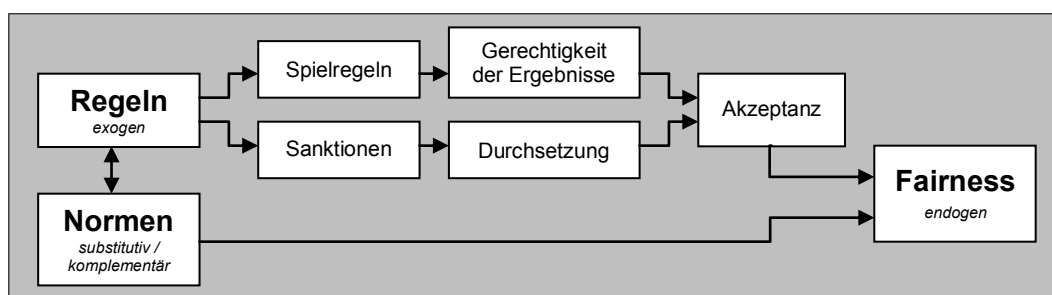 Regeln
exogen
Spielregeln
Gerechtigkeit
der Ergebnisse
Sanktionen
Durchsetzung
Akzeptanz
Normen
substitutiv /
komplementär
Fairness
endogen